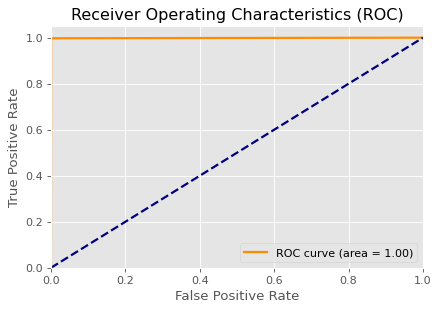 Receiver Operating Characteristics (ROC)
True Positive Rate
1.0
0.8
0.6
0.4
0.2
0.0
ROC curve (area = 1.00)
0.0 0.2 0.4 0.6 0.8 1.0
False Positive Rate